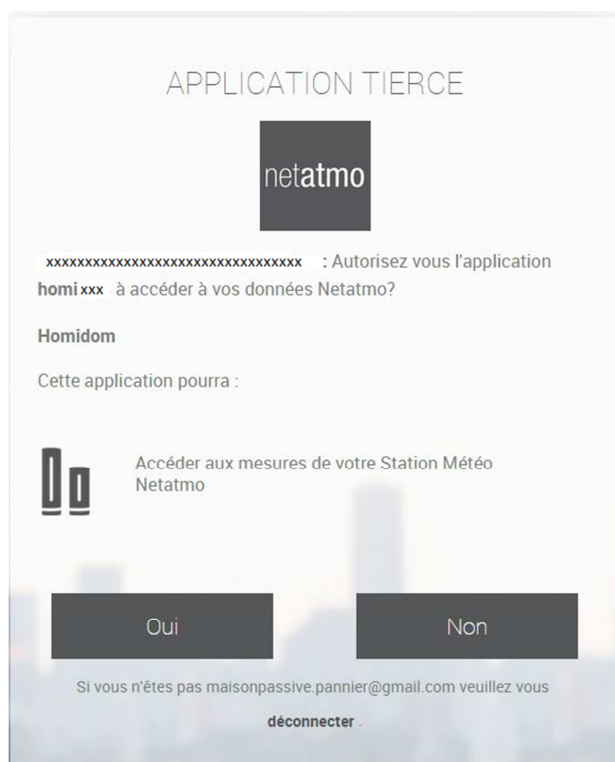 APPLICATION TIERCE
netatmo
xxxxxxxxxxxxxxxxxxxxxxxxxxxxxxxxx : Autorisez vous l'application
homixxx à accéder à vos données Netatmo?
Homidom
Cette application pourra :
Accéder aux mesures de votre Station Météo
Netatmo
Oui
Non
Si vous n'êtes pas maisonpassive.pannier@gmail.com veuillez vous
déconnecter .